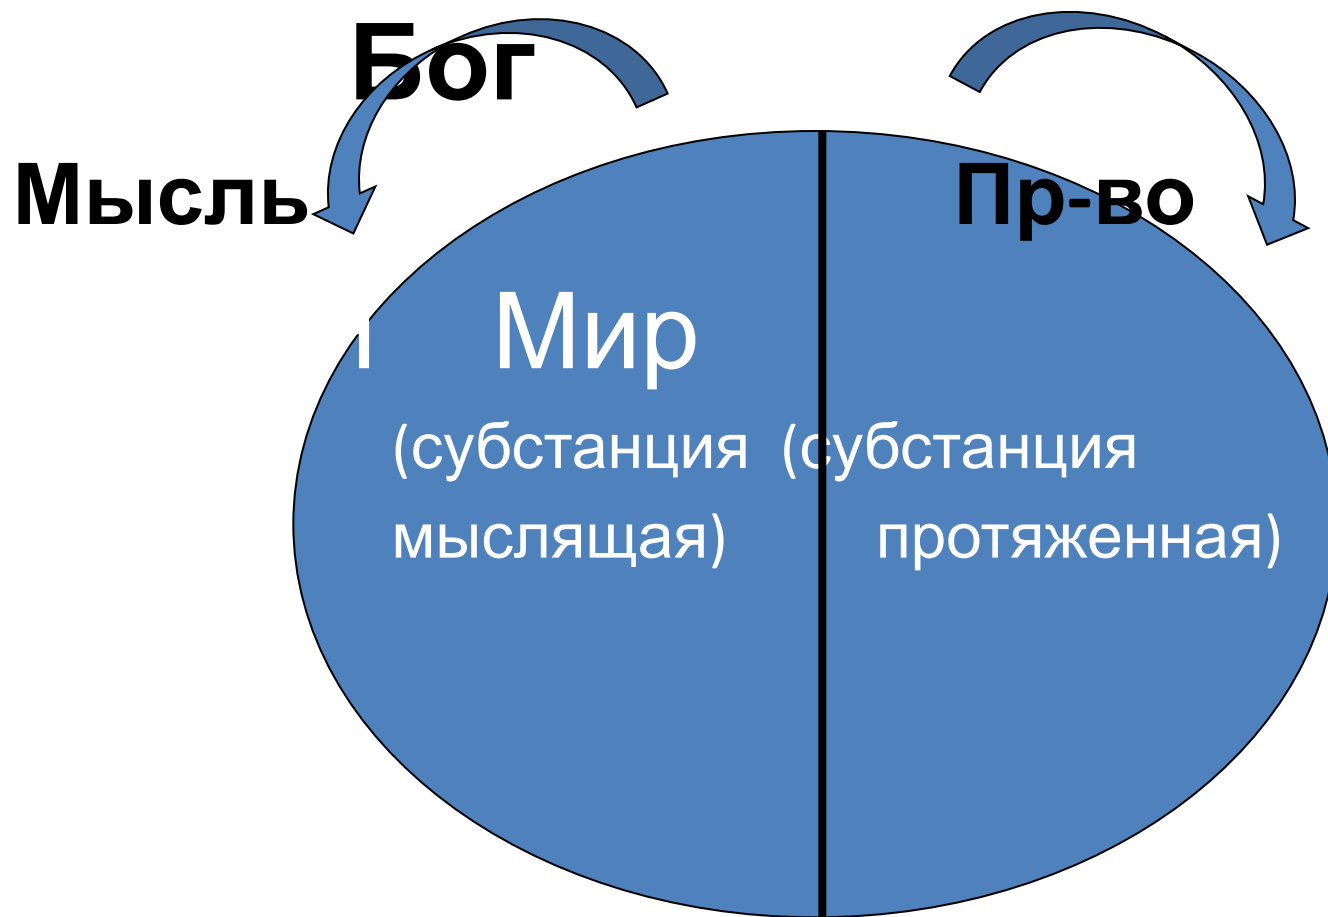 Бог
Мысль Пр-во
Мир
(субстанция (субстанция
мыслящая) протяженная)